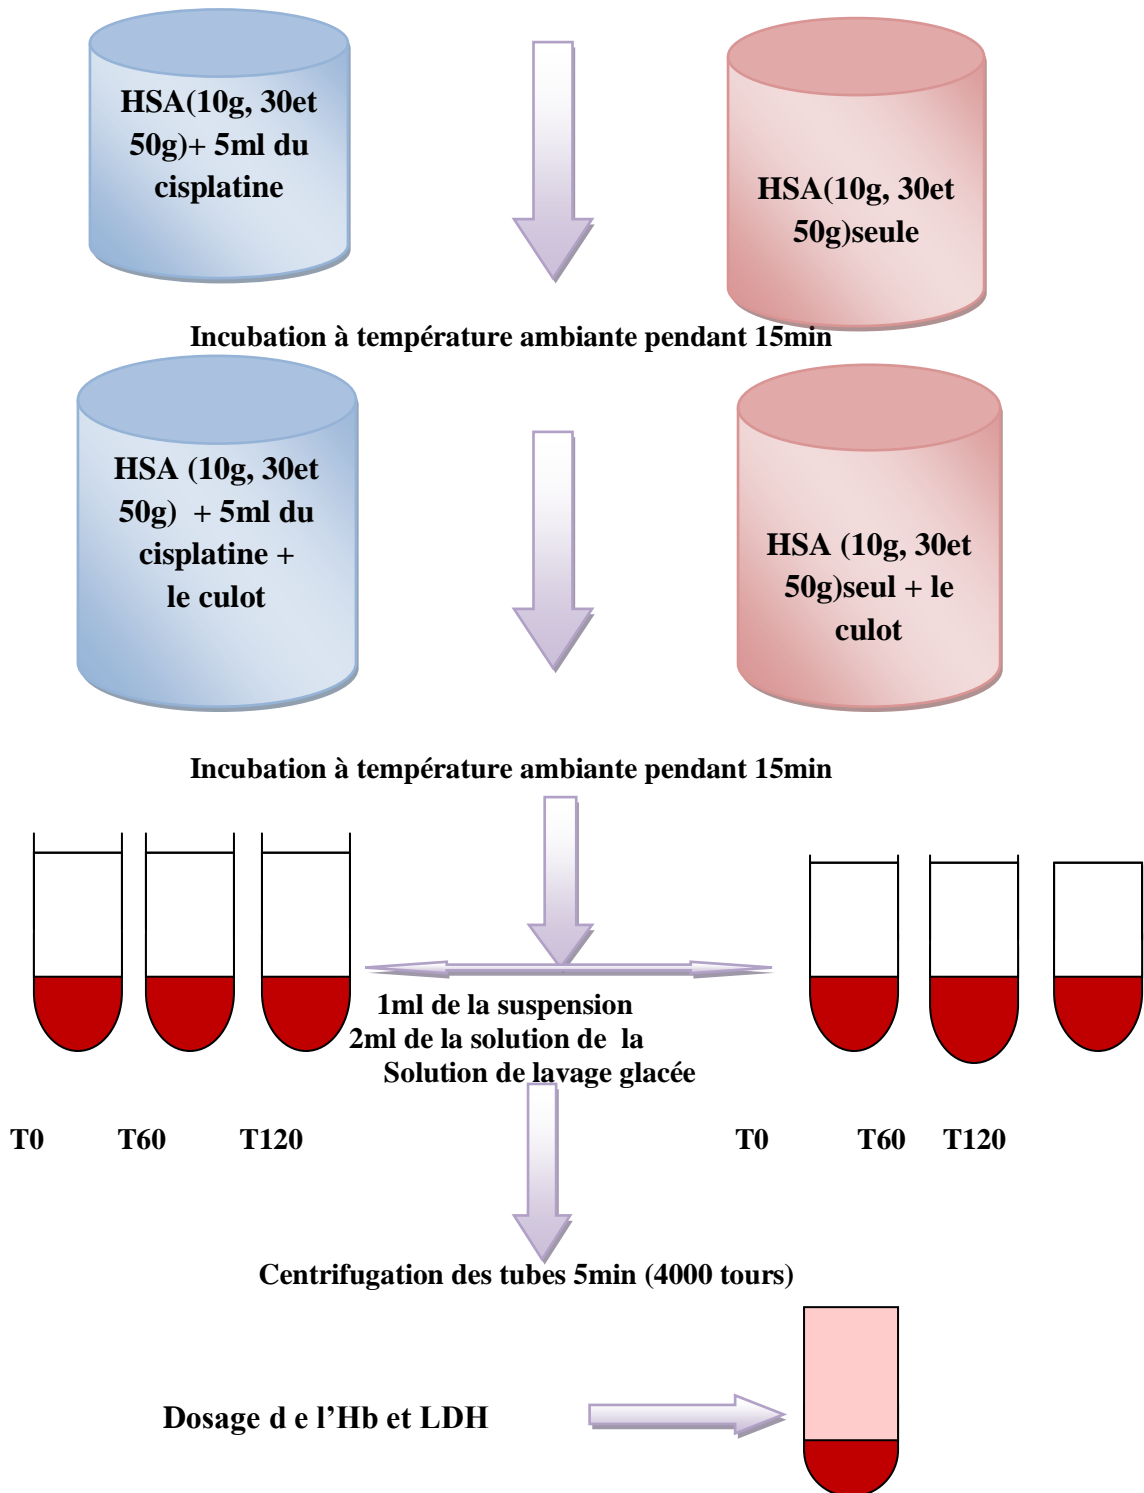 HSA(10g, 30et
50g)+ 5ml du
cisplatine
HSA(10g, 30et
50g)seule
Incubation à température ambiante pendant 15min
HSA (10g, 30et
50g) + 5ml du
cisplatine +
le culot
HSA (10g, 30et
50g)seul + le
culot
Incubation à température ambiante pendant 15min
1ml de la suspension
2ml de la solution de la
Solution de lavage glacée
T0 T60 T120
T0 T60 T120
Centrifugation des tubes 5min (4000 tours)
Dosage d e l’Hb et LDH